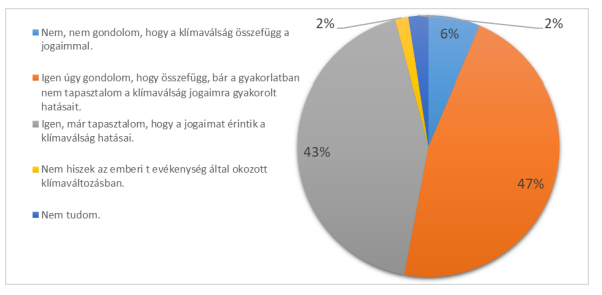 Nem, nem gondolom, hogy a klímaválság összefügg a
jogaimmal.
Igen úgy gondolom, hogy összefügg, bár a gyakorlatban
nem tapasztalom a klímaválság jogaimra gyakorolt
hatásait.
Igen, már tapasztalom, hogy a jogaimat érintik a
klímaválság hatásai.
Nem hiszek az emberi t evékenység által okozott
klímaváltozásban.
Nem tudom.
2%
2%
6%
43%
47%